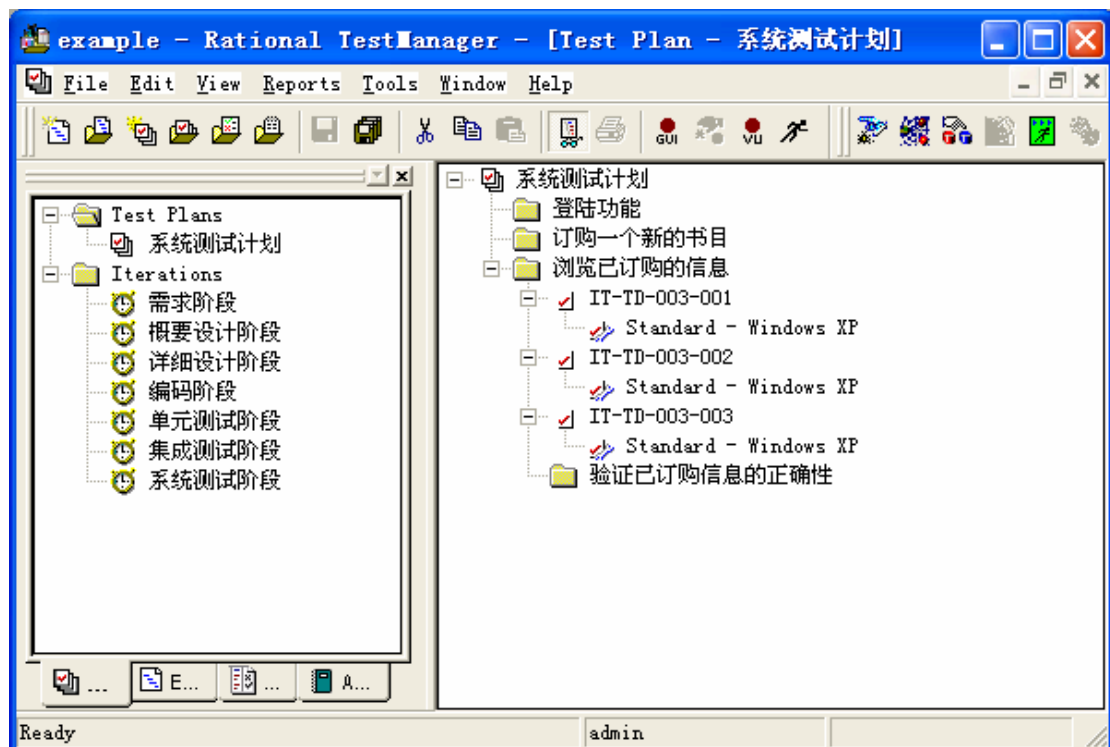 example - Rational TestManager - [Test Plan - 系统测试计划]
File Edit View Reports Tools Window Help
GUI VU
Test Plans
系统测试计划
Iterations
需求阶段
概要设计阶段
详细设计阶段
编码阶段
单元测试阶段
集成测试阶段
系统测试阶段
... E... ... A...
系统测试计划
登陆功能
订购一个新的书目
浏览已订购的信息
IT-TD-003-001
Standard - Windows XP
IT-TD-003-002
Standard - Windows XP
IT-TD-003-003
Standard - Windows XP
验证已订购信息的正确性
Ready admin